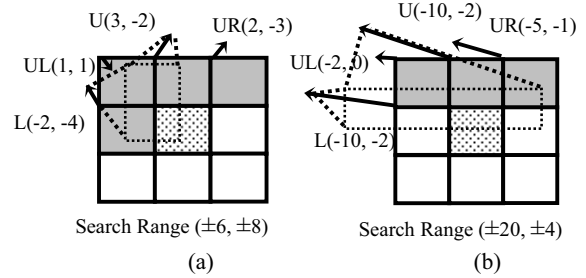 U(3, -2)
UR(2, -3)
UL(1, 1)
L(-2, -4)
Search Range (±6, ±8)
(a)
U(-10, -2)
UR(-5, -1)
UL(-2, 0)
L(-10, -2)
Search Range (±20, ±4)
(b)